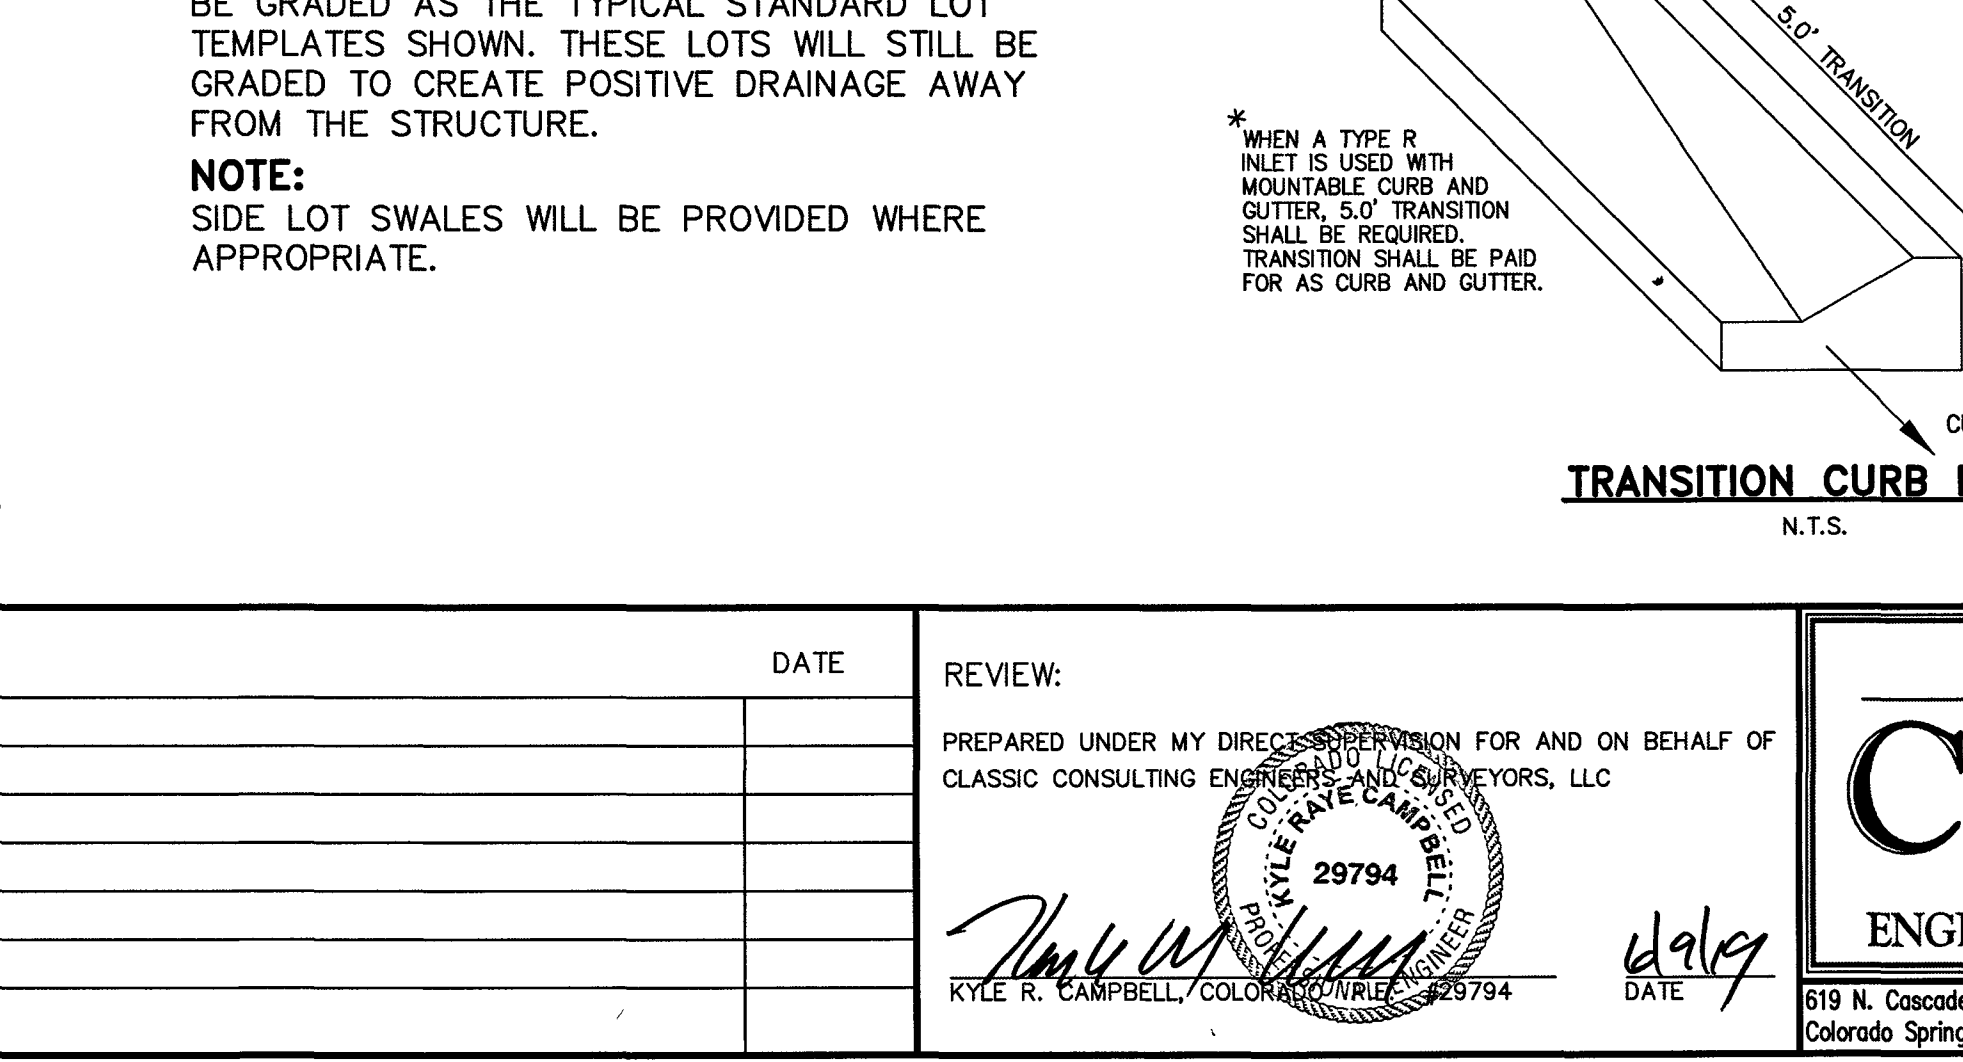 BE GRADED AS THE TYPICAL STANDARD LOT
TEMPLATES SHOWN. THESE LOTS WILL STILL BE
GRADED TO CREATE POSITIVE DRAINAGE AWAY
FROM THE STRUCTURE.
NOTE:
SIDE LOT SWALES WILL BE PROVIDED WHERE
APPROPRIATE.
5.0' TRANSITION
*
WHEN A TYPE R
INLET IS USED WITH
MOUNTABLE CURB AND
GUTTER, 5.0' TRANSITION
SHALL BE REQUIRED.
TRANSITION SHALL BE PAID
FOR AS CURB AND GUTTER.
TRANSITION CURB
N.T.S.
DATE
REVIEW:
PREPARED UNDER MY DIRECT SUPERVISION FOR AND ON BEHALF OF
CLASSIC CONSULTING ENGINEERS AND SURVEYORS, LLC
COLORADO LICENSED
KYLE RAYE CAMPBELL
29794
PROFESSIONAL ENGINEER
KYLE R. CAMPBELL, COLORADO P.E. #29794
DATE
C
ENGI
619 N. Cascade
Colorado Spring